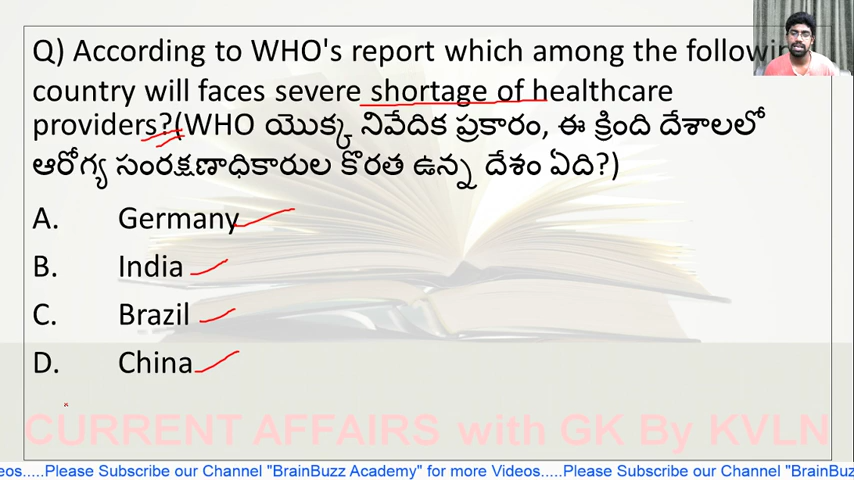 Q) According to WHO's report which among the following
country will faces severe shortage of healthcare
providers?(WHO యొక్క నివేదిక ప్రకారం, ఈ క్రింది దేశాలలో
ఆరోగ్య సంరక్షణాధికారుల కొరత ఉన్న దేశం ఏది?)
A. Germany
B. India
C. Brazil
D. China
CURRENT AFFAIRS with GK By KVLN
eos.....Please Subscribe our Channel "BrainBuzz Academy" for more Videos.....Please Subscribe our Channel "BrainBuz